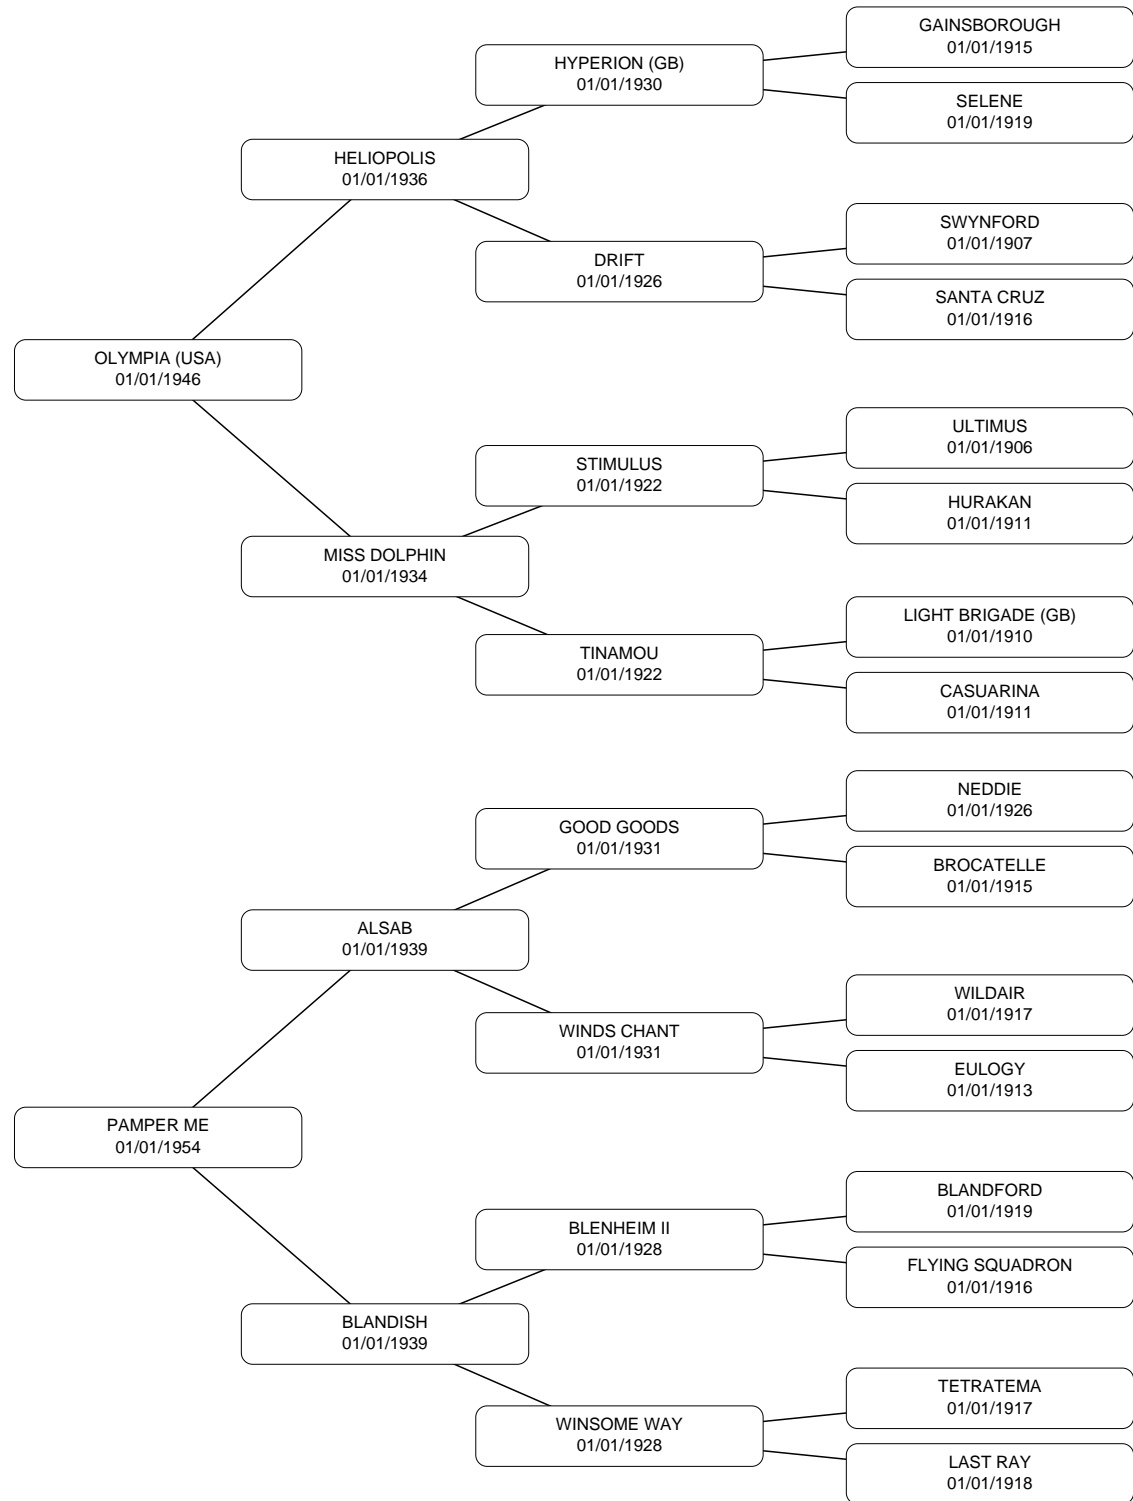 GAINSBOROUGH
01/01/1915
HYPERION (GB)
01/01/1930
SELENE
01/01/1919
HELIOPOLIS
01/01/1936
SWYNFORD
01/01/1907
DRIFT
01/01/1926
SANTA CRUZ
01/01/1916
OLYMPIA (USA)
01/01/1946
ULTIMUS
01/01/1906
STIMULUS
01/01/1922
HURAKAN
01/01/1911
MISS DOLPHIN
01/01/1934
LIGHT BRIGADE (GB)
01/01/1910
TINAMOU
01/01/1922
CASUARINA
01/01/1911
NEDDIE
01/01/1926
GOOD GOODS
01/01/1931
BROCATELLE
01/01/1915
ALSAB
01/01/1939
WILDAIR
01/01/1917
WINDS CHANT
01/01/1931
EULOGY
01/01/1913
PAMPER ME
01/01/1954
BLANDFORD
01/01/1919
BLENHEIM II
01/01/1928
FLYING SQUADRON
01/01/1916
BLANDISH
01/01/1939
TETRATEMA
01/01/1917
WINSOME WAY
01/01/1928
LAST RAY
01/01/1918